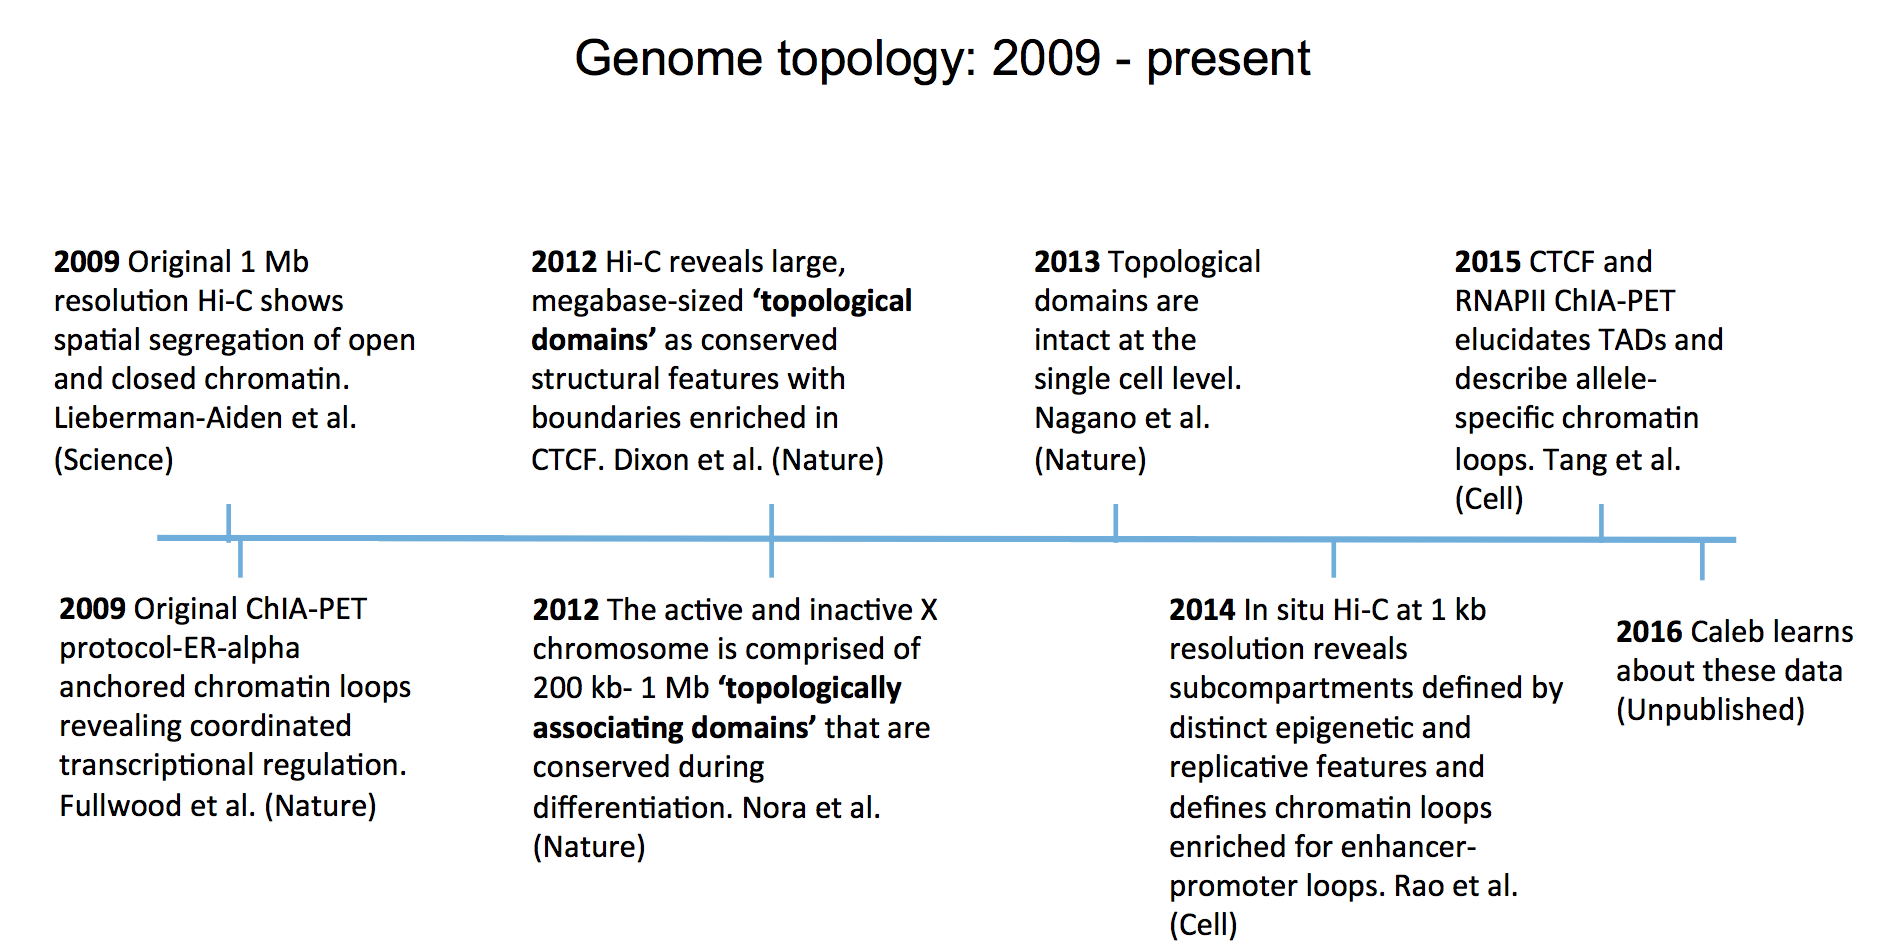 Genome topology: 2009 - present
2009 Original 1 Mb
resolution Hi-C shows
spatial segregation of open
and closed chromatin.
Lieberman-Aiden et al.
(Science)
2012 Hi-C reveals large,
megabase-sized ‘topological
domains’ as conserved
structural features with
boundaries enriched in
CTCF. Dixon et al. (Nature)
2013 Topological
domains are
intact at the
single cell level.
Nagano et al.
(Nature)
2015 CTCF and
RNAPII ChIA-PET
elucidates TADs and
describe allele-
specific chromatin
loops. Tang et al.
(Cell)
2009 Original ChIA-PET
protocol-ER-alpha
anchored chromatin loops
revealing coordinated
transcriptional regulation.
Fullwood et al. (Nature)
2012 The active and inactive X
chromosome is comprised of
200 kb- 1 Mb ‘topologically
associating domains’ that are
conserved during
differentiation. Nora et al.
(Nature)
2014 In situ Hi-C at 1 kb
resolution reveals
subcompartments defined by
distinct epigenetic and
replicative features and
defines chromatin loops
enriched for enhancer-
promoter loops. Rao et al.
(Cell)
2016 Caleb learns
about these data
(Unpublished)